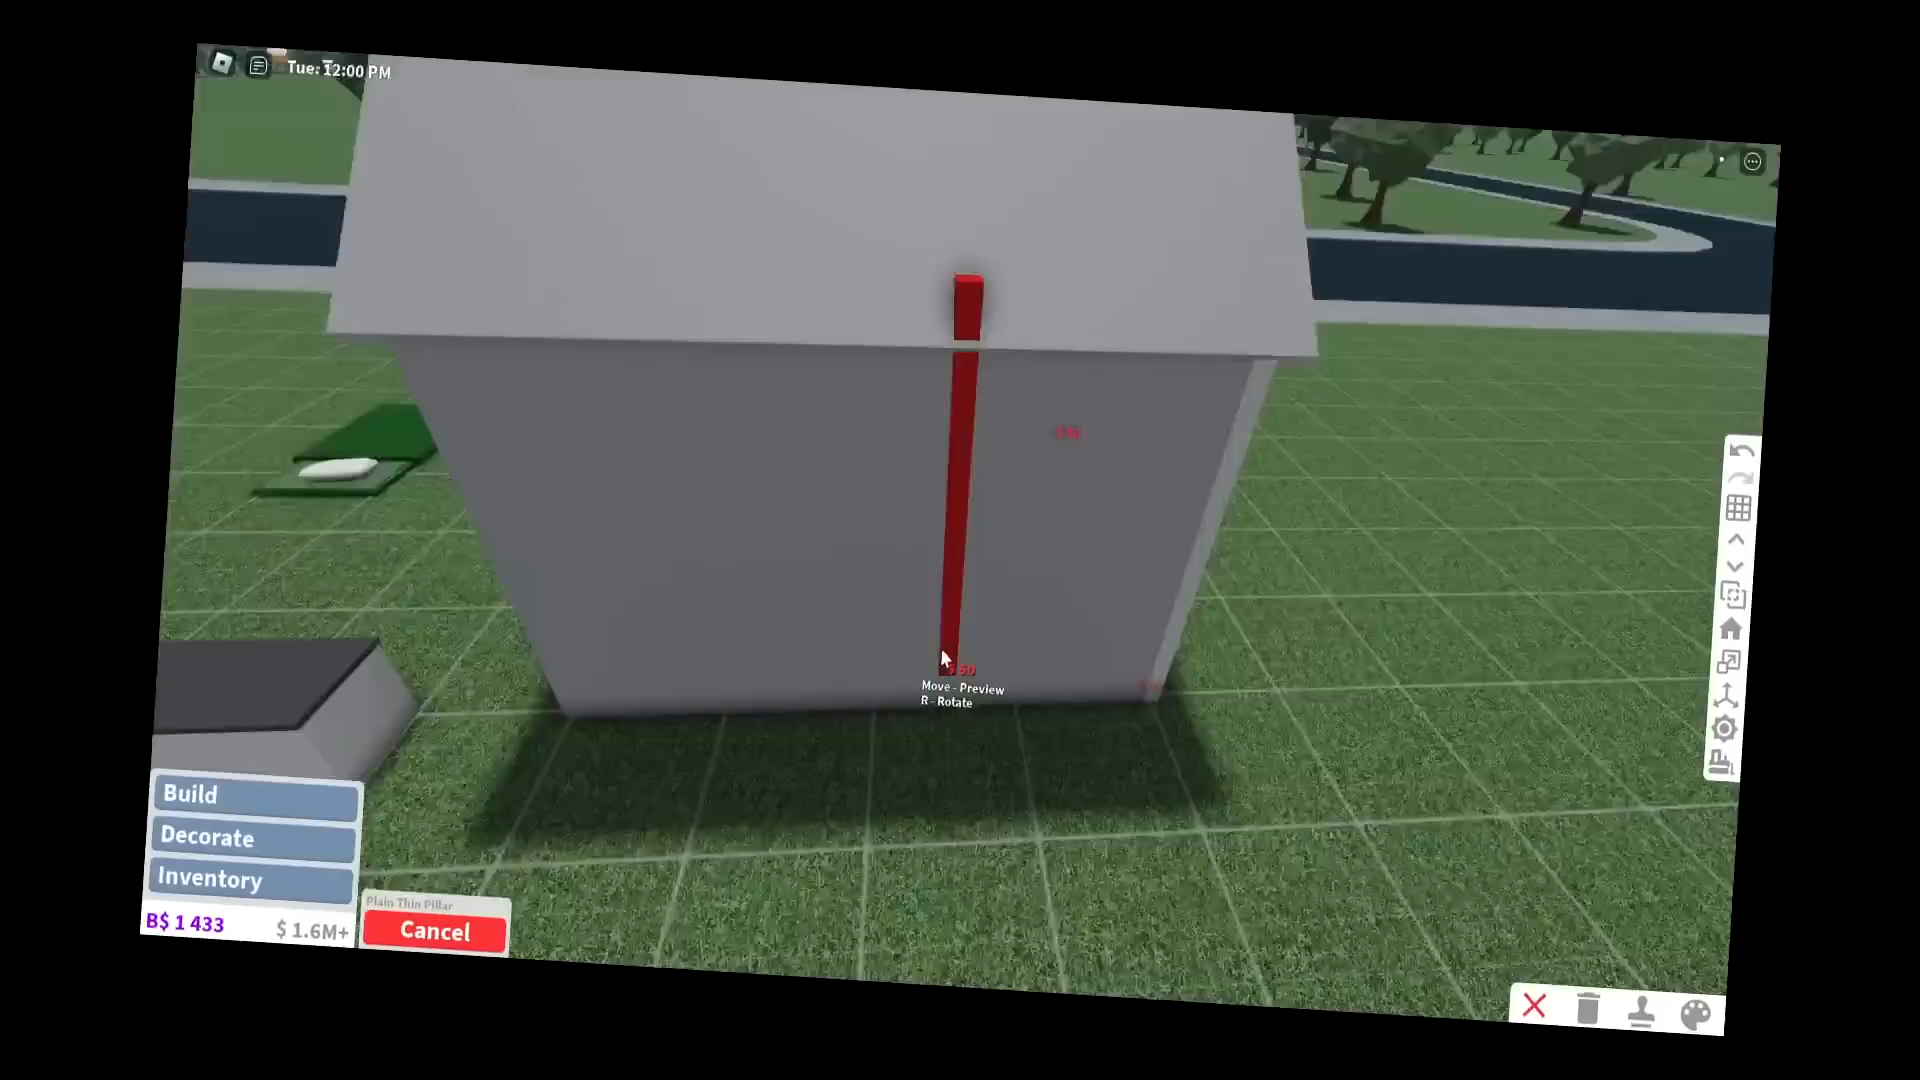 Tue: 12:00 PM
Move - Preview
R - Rotate
Build
Decorate
Inventory
B$ 1 433
$ 1.6M+
Plain Thin Pillar
Cancel